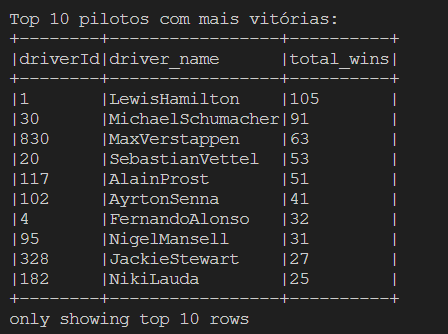 Top 10 pilotos com mais vitórias:
+--------+-----------------+----------+
|driverId|driver_name      |total_wins|
+--------+-----------------+----------+
|1       |LewisHamilton    |105       |
|30      |MichaelSchumacher|91        |
|830     |MaxVerstappen    |63        |
|20      |SebastianVettel  |53        |
|117     |AlainProst       |51        |
|102     |AyrtonSenna      |41        |
|4       |FernandoAlonso   |32        |
|95      |NigelMansell     |31        |
|328     |JackieStewart    |27        |
|182     |NikiLauda        |25        |
+--------+-----------------+----------+
only showing top 10 rows